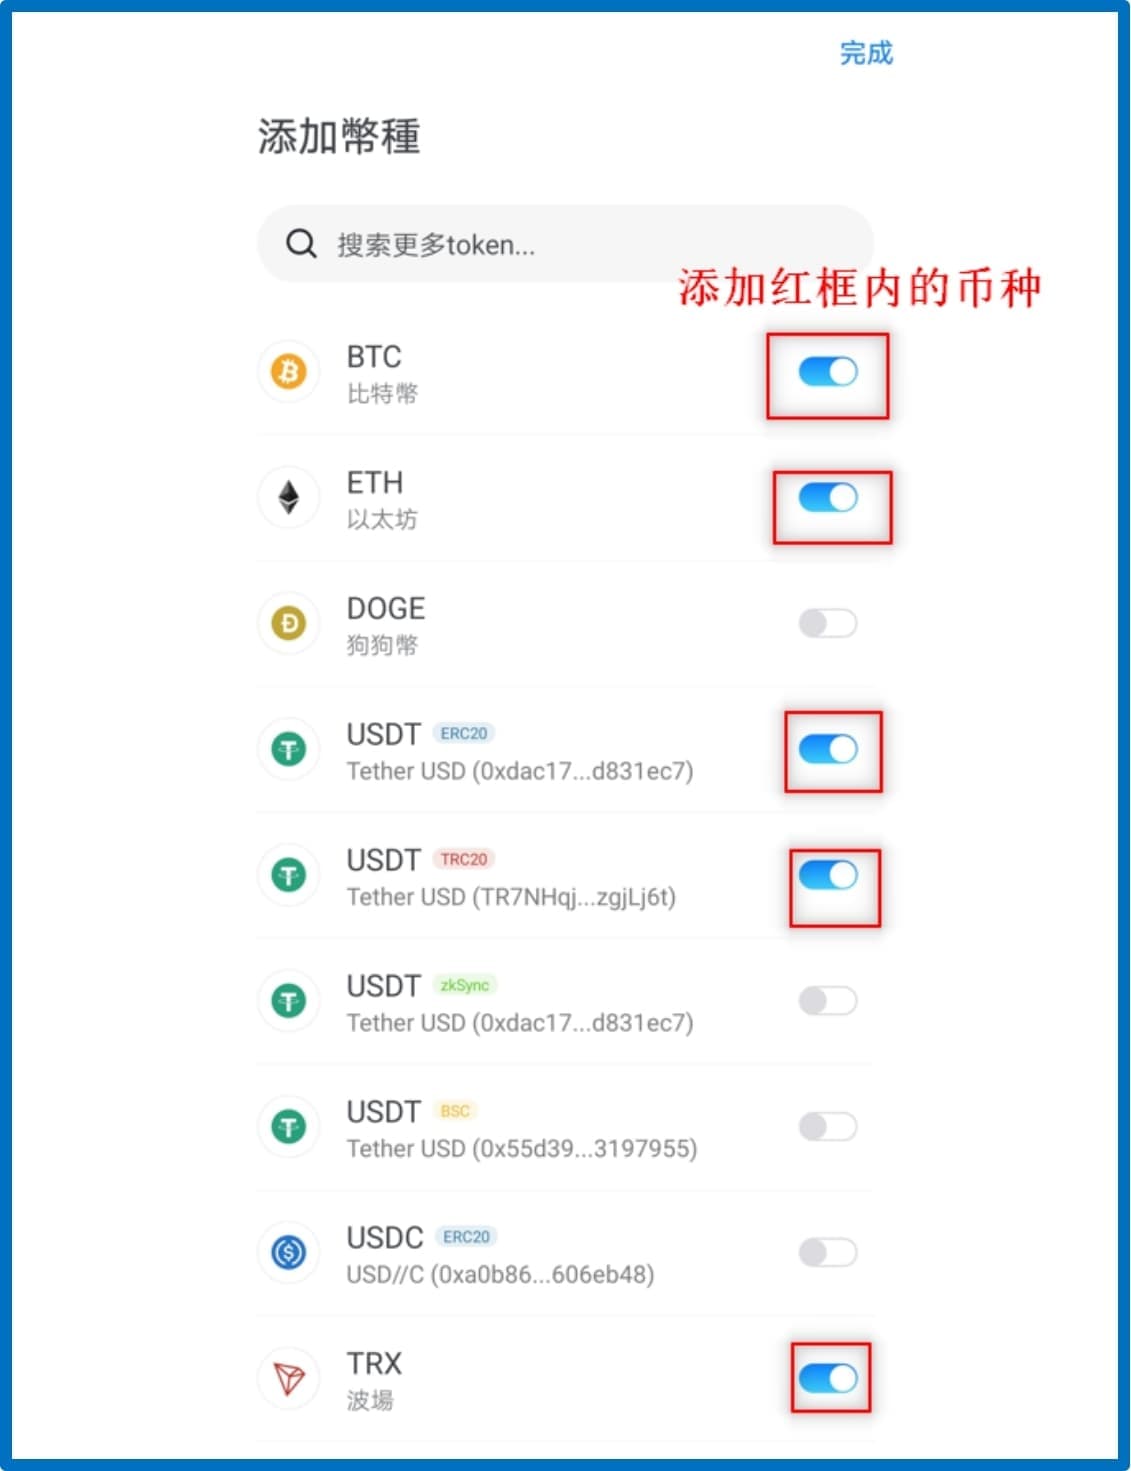 完成
添加幣種
搜索更多token...
添加红框内的币种
BTC
比特幣
ETH
以太坊
DOGE
狗狗幣
USDT ERC20
Tether USD (0xdac17...d831ec7)
USDT TRC20
Tether USD (TR7NHqj...zgjLj6t)
USDT zkSync
Tether USD (0xdac17...d831ec7)
USDT BSC
Tether USD (0x55d39...3197955)
USDC ERC20
USD//C (0xa0b86...606eb48)
TRX
波場